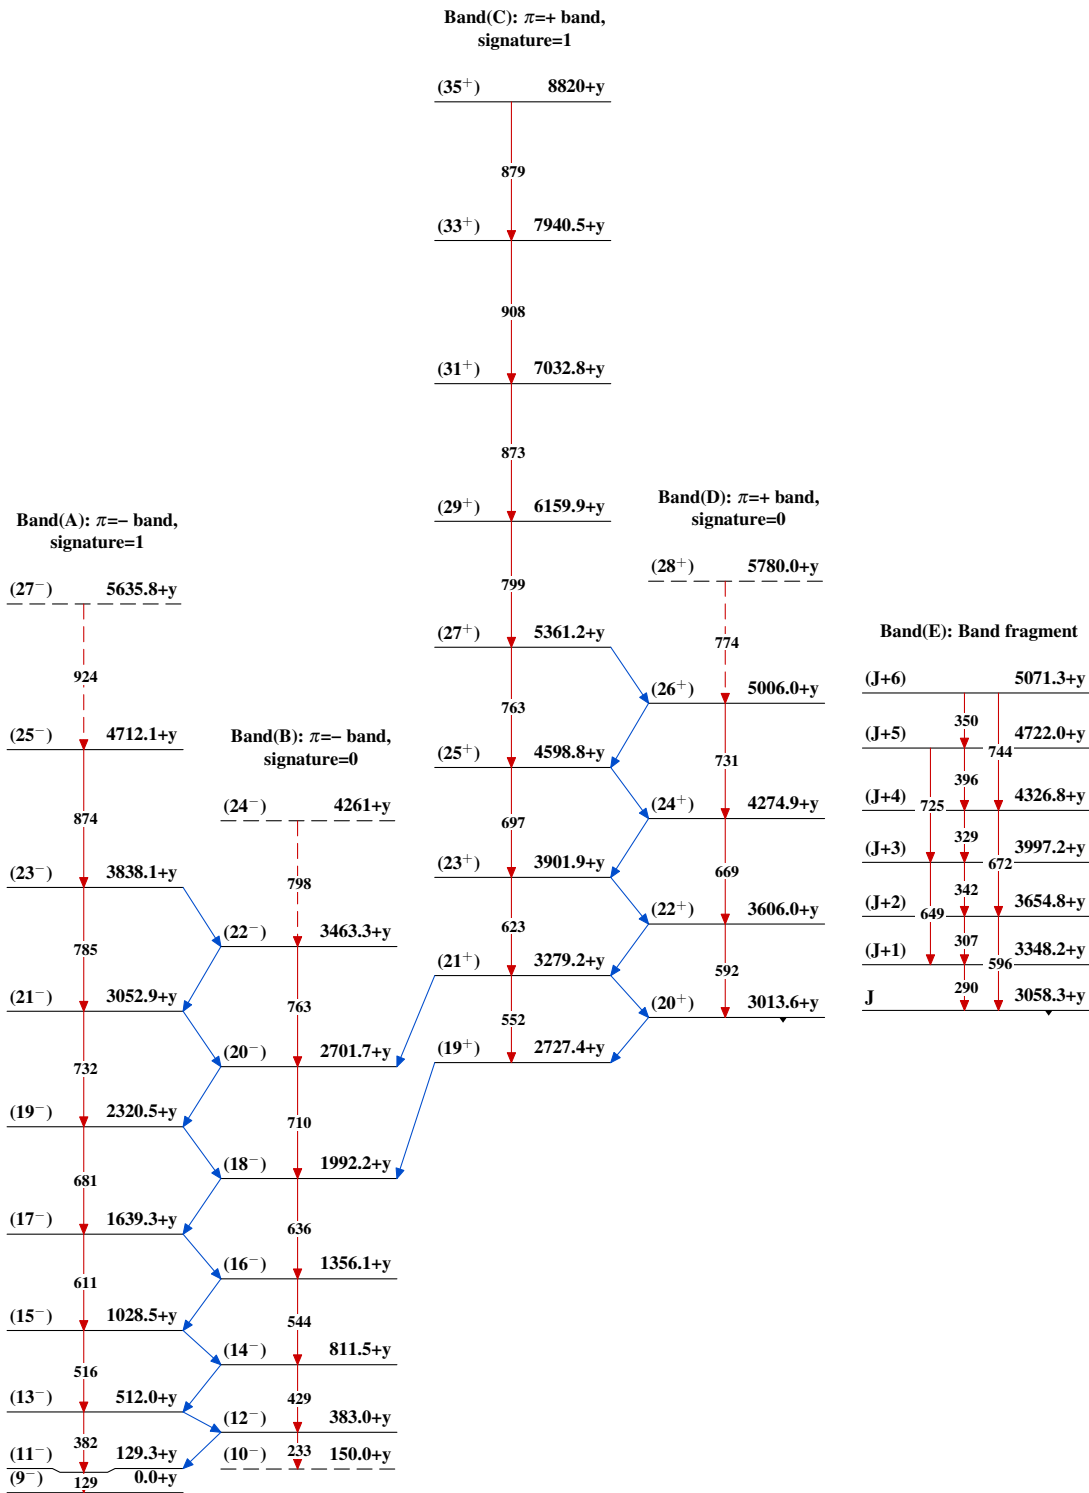 Band(C): π=+ band,
signature=1
(35⁺) 8820+y
879
(33⁺) 7940.5+y
908
(31⁺) 7032.8+y
873
(29⁺) 6159.9+y
799
(27⁺) 5361.2+y
763
(25⁺) 4598.8+y
697
(23⁺) 3901.9+y
623
(21⁺) 3279.2+y
552
(19⁺) 2727.4+y
Band(A): π=− band,
signature=1
(27⁻) 5635.8+y
924
(25⁻) 4712.1+y
874
(23⁻) 3838.1+y
785
(21⁻) 3052.9+y
732
(19⁻) 2320.5+y
681
(17⁻) 1639.3+y
611
(15⁻) 1028.5+y
516
(13⁻) 512.0+y
382
(11⁻) 129.3+y
129
(9⁻) 0.0+y
Band(B): π=− band,
signature=0
(24⁻) 4261+y
798
(22⁻) 3463.3+y
763
(20⁻) 2701.7+y
710
(18⁻) 1992.2+y
636
(16⁻) 1356.1+y
544
(14⁻) 811.5+y
429
(12⁻) 383.0+y
233
(10⁻) 150.0+y
Band(D): π=+ band,
signature=0
(28⁺) 5780.0+y
774
(26⁺) 5006.0+y
731
(24⁺) 4274.9+y
669
(22⁺) 3606.0+y
592
(20⁺) 3013.6+y
Band(E): Band fragment
(J+6) 5071.3+y
350
744
(J+5) 4722.0+y
396
725
(J+4) 4326.8+y
329
672
(J+3) 3997.2+y
342
649
(J+2) 3654.8+y
307
596
(J+1) 3348.2+y
290
J 3058.3+y